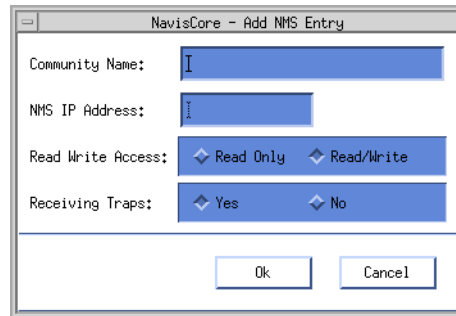 NavisCore - Add NMS Entry
Community Name:
NMS IP Address:
Read Write Access: Read Only Read/Write
Receiving Traps: Yes No
Ok Cancel